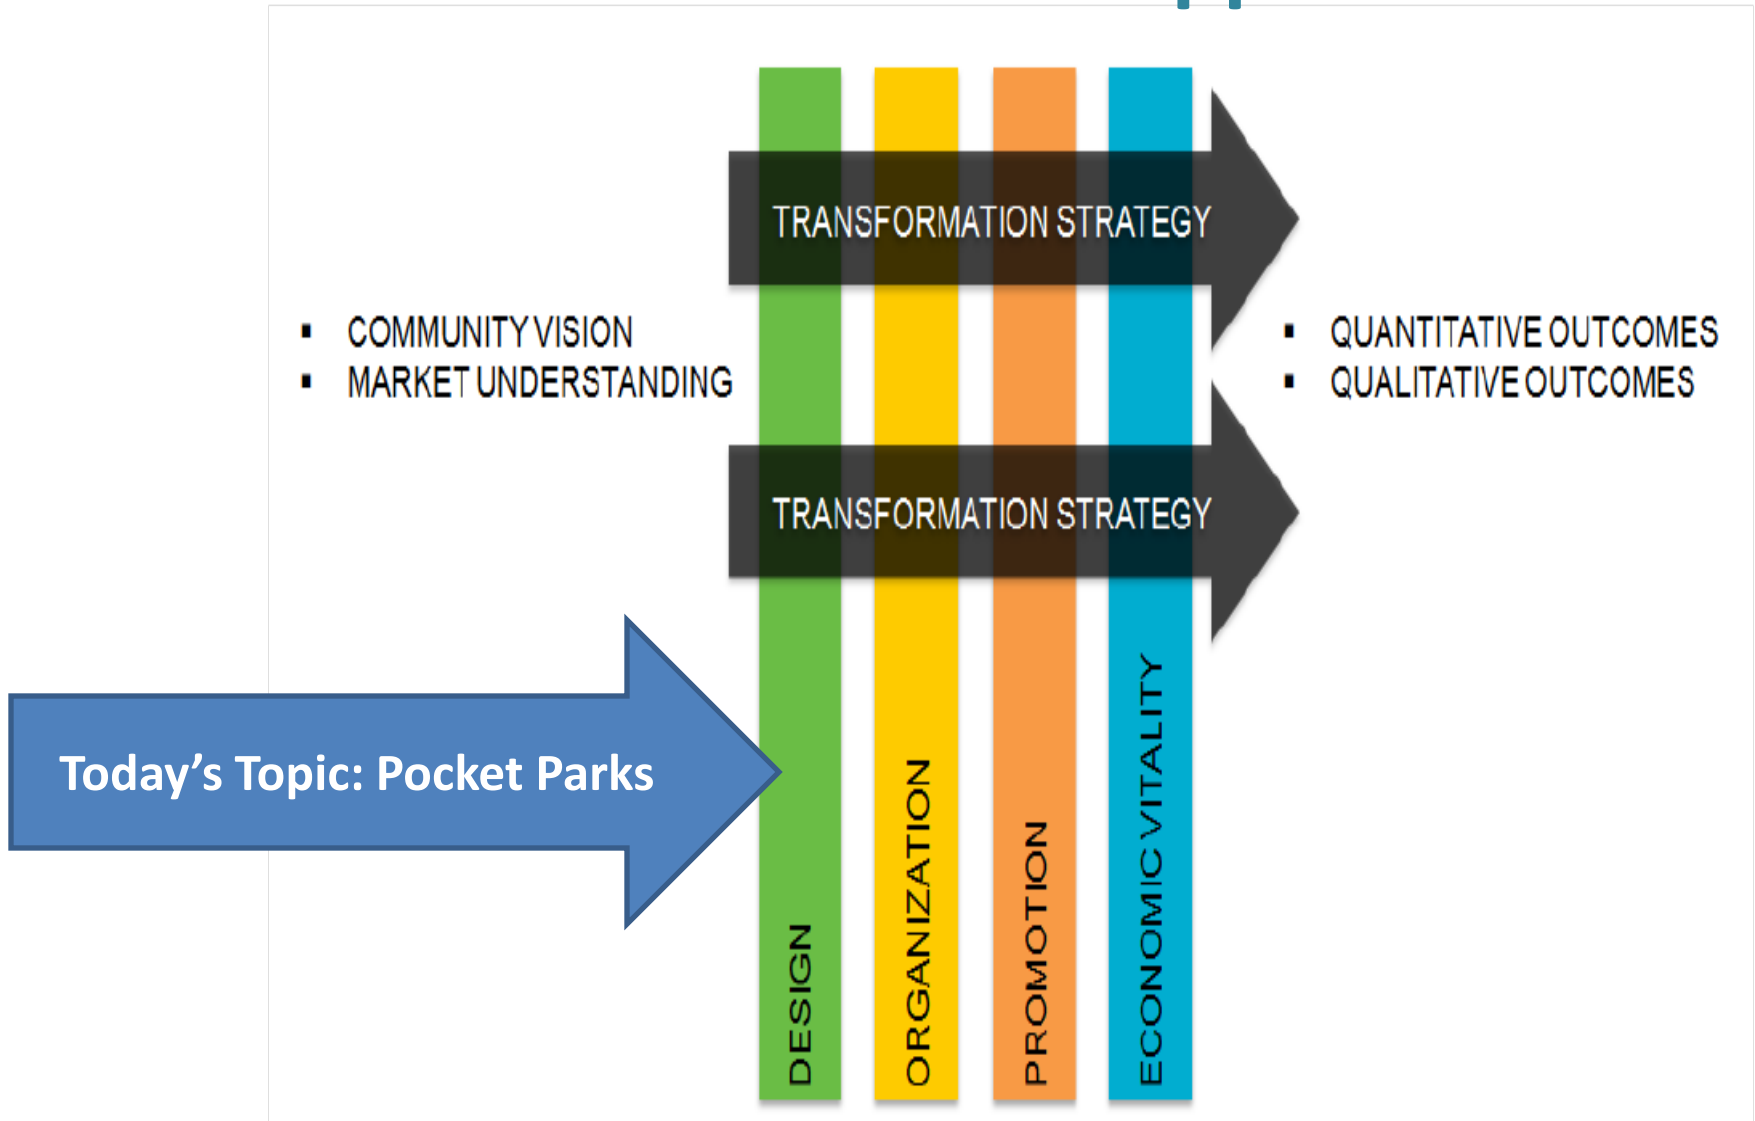 TRANSFORMATION STRATEGY
▪ COMMUNITY VISION
▪ MARKET UNDERSTANDING
▪ QUANTITATIVE OUTCOMES
▪ QUALITATIVE OUTCOMES
TRANSFORMATION STRATEGY
Today’s Topic: Pocket Parks
DESIGN
ORGANIZATION
PROMOTION
ECONOMIC VITALITY